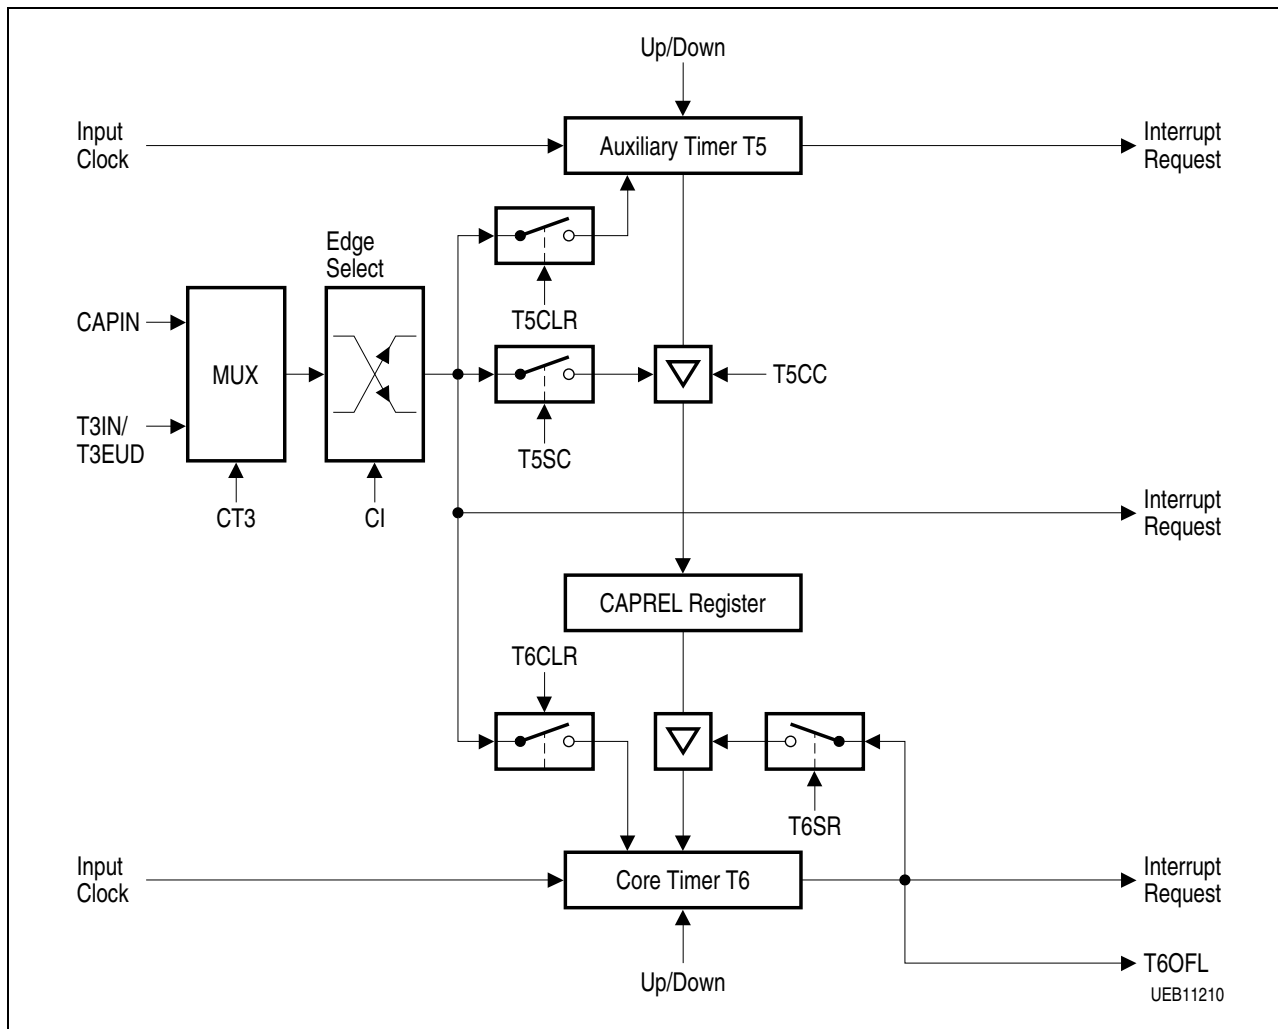 Up/Down
Input
Clock
Auxiliary Timer T5
Interrupt
Request
Edge
Select
T5CLR
CAPIN
MUX
T5CC
T3IN/
T3EUD
T5SC
CT3
CI
Interrupt
Request
CAPREL Register
T6CLR
T6SR
Input
Clock
Core Timer T6
Interrupt
Request
Up/Down
T6OFL
UEB11210